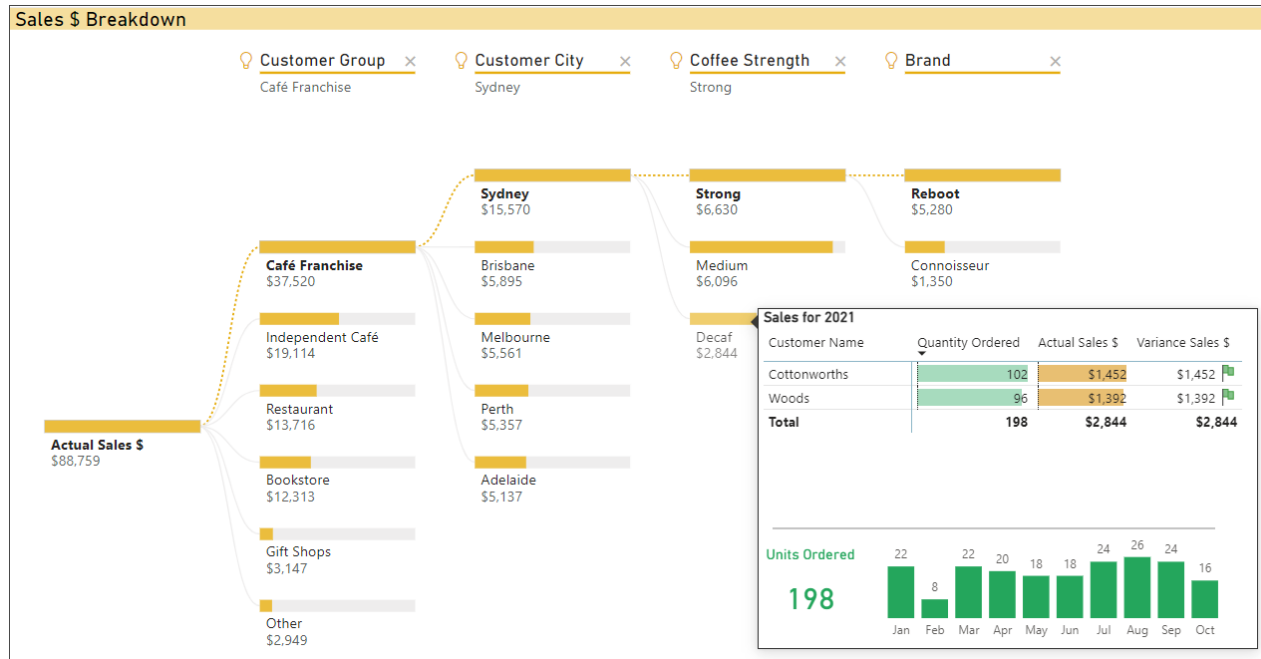 Sales $ Breakdown
Customer Group
Café Franchise
Customer City
Sydney
Coffee Strength
Strong
Brand
Actual Sales $
$88,759
Café Franchise
$37,520
Independent Café
$19,114
Restaurant
$13,716
Bookstore
$12,313
Gift Shops
$3,147
Other
$2,949
Sydney
$15,570
Brisbane
$5,895
Melbourne
$5,561
Perth
$5,357
Adelaide
$5,137
Strong
$6,630
Medium
$6,096
Decaf
$2,844
Reboot
$5,280
Connoisseur
$1,350
Sales for 2021
Customer Name Quantity Ordered Actual Sales $ Variance Sales $
Cottonworths 102 $1,452 $1,452
Woods 96 $1,392 $1,392
Total 198 $2,844 $2,844
Units Ordered
198
22 8 22 20 18 18 24 26 24 16
Jan Feb Mar Apr May Jun Jul Aug Sep Oct